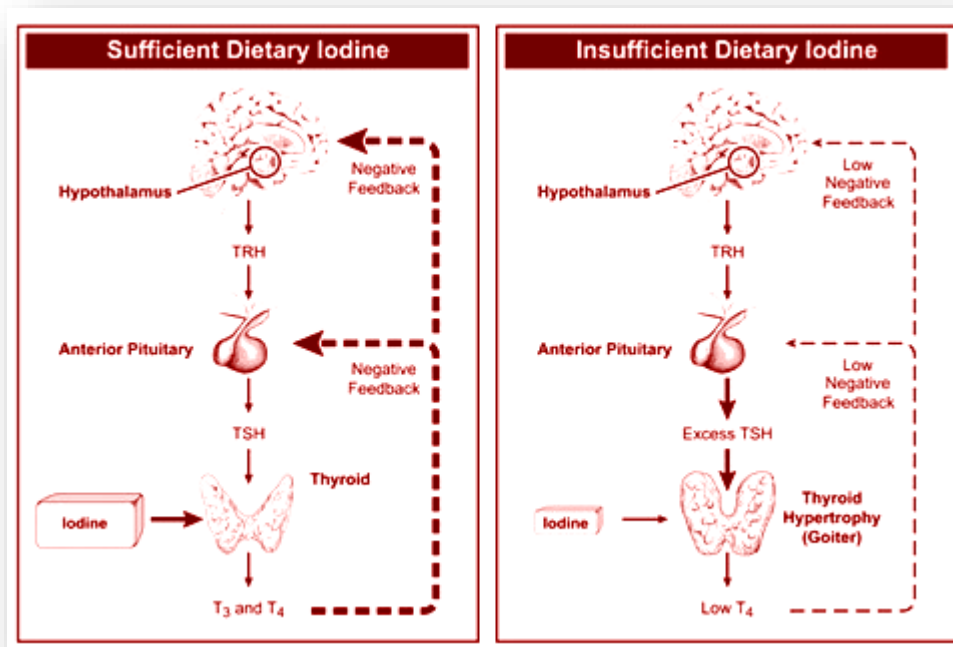 Sufficient Dietary Iodine
Hypothalamus
Negative
Feedback
TRH
Anterior Pituitary
Negative
Feedback
TSH
Thyroid
Iodine
T3 and T4
Insufficient Dietary Iodine
Hypothalamus
Low
Negative
Feedback
TRH
Anterior Pituitary
Low
Negative
Feedback
Excess TSH
Thyroid
Hypertrophy
(Goiter)
Iodine
Low T4